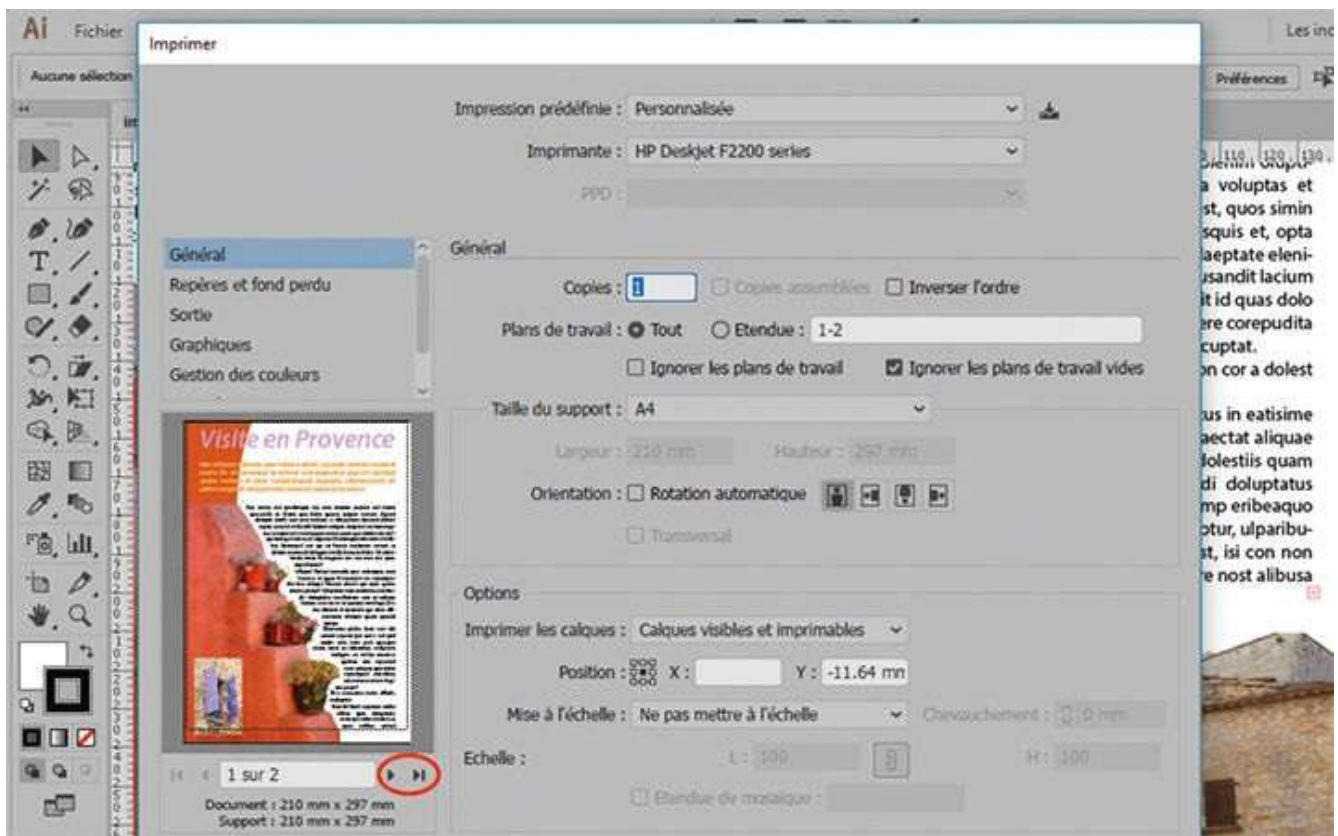 Ai Fichier
Les inc
Imprimer
Aucune sélection
Préférences
Impression prédéfinie : Personnalisée
Imprimante : HP Deskjet F2200 series
PPD :
110 120 130
a voluptas et
st, quos simin
squis et, opta
aeptate eleni-
usandit lacium
it id quas dolo
ere corepudita
cuptat.
on cor a dolest
us in eatisime
aectat aliquae
dolestiis quam
di doluptatus
mp eribeaquo
otur, ulparibu-
st, isi con non
re nost alibusa
Général
Repères et fond perdu
Sortie
Graphiques
Gestion des couleurs
Général
Copies : 1 Copies assemblées Inverser l'ordre
Plans de travail : Tout Etendue : 1-2
Ignorer les plans de travail Ignorer les plans de travail vides
Taille du support : A4
Largeur : 210 mm Hauteur : 297 mm
Orientation : Rotation automatique
Transversal
Visite en Provence
Options
Imprimer les calques : Calques visibles et imprimables
Position : X : Y : -11.64 mm
Mise à l'échelle : Ne pas mettre à l'échelle Chevauchement : 0 mm
Echelle : L : 100 H : 100
Etendue de mosaïque :
1 sur 2
Document : 210 mm x 297 mm
Support : 210 mm x 297 mm